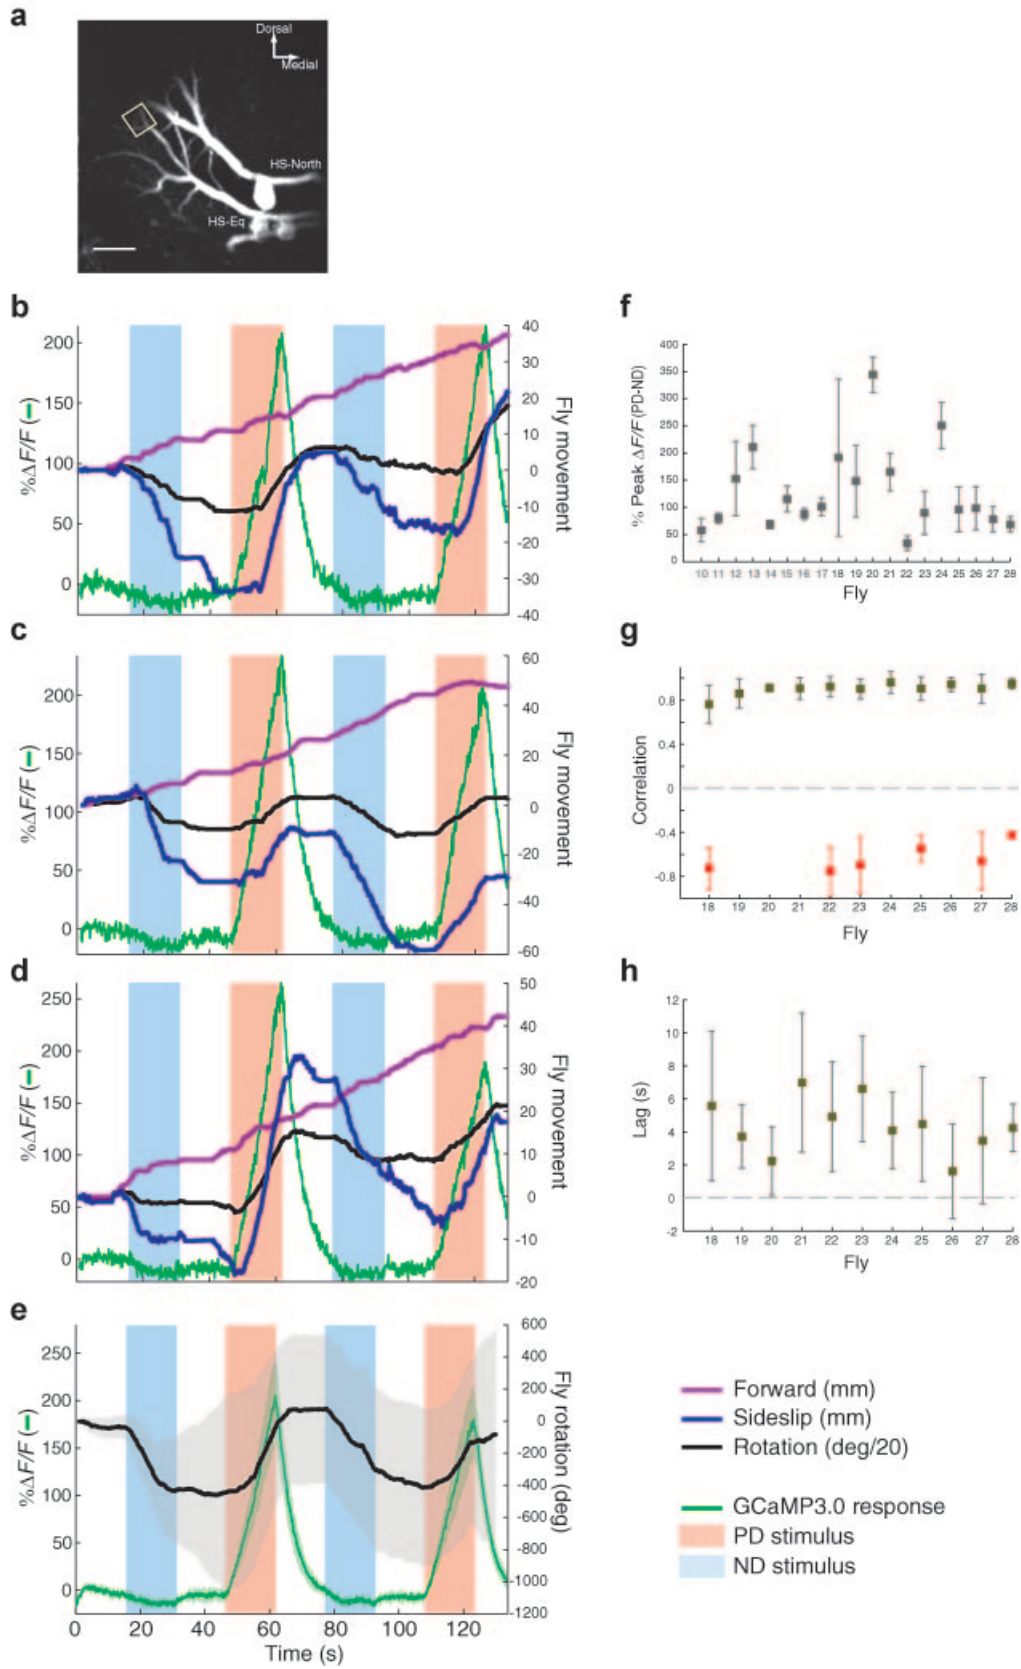 a
Dorsal
Medial
HS-North
HS-Eq
b
200
150
100
50
0
%ΔF/F (–)
40
30
20
10
0
-10
-20
-30
-40
Fly movement
c
200
150
100
50
0
%ΔF/F (–)
60
40
20
0
-20
-40
-60
Fly movement
d
250
200
150
100
50
0
%ΔF/F (–)
50
40
30
20
10
0
-10
-20
Fly movement
e
250
200
150
100
50
0
%ΔF/F (–)
600
400
200
0
-200
-400
-600
-800
-1000
-1200
Fly rotation (deg)
0 20 40 60 80 100 120
Time (s)
f
400
350
300
250
200
150
100
50
0
% Peak ΔF/F (PD-ND)
10 11 12 13 14 15 16 17 18 19 20 21 22 23 24 25 26 27 28
Fly
g
0.8
0.4
0
-0.4
-0.8
Correlation
18 19 20 21 22 23 24 25 26 27 28
Fly
h
12
10
8
6
4
2
0
-2
Lag (s)
18 19 20 21 22 23 24 25 26 27 28
Fly
Forward (mm)
Sideslip (mm)
Rotation (deg/20)
GCaMP3.0 response
PD stimulus
ND stimulus